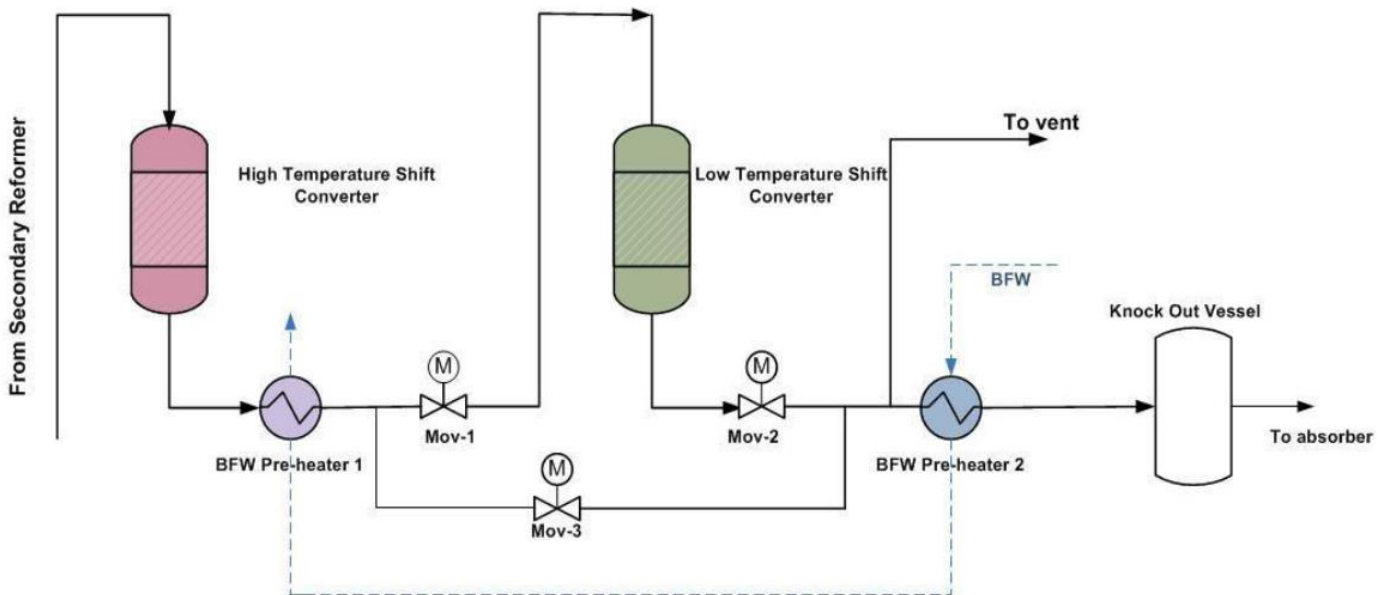 From Secondary Reformer
High Temperature Shift
Converter
Low Temperature Shift
Converter
To vent
BFW
Knock Out Vessel
M
Mov-1
M
Mov-2
BFW Pre-heater 1
BFW Pre-heater 2
To absorber
M
Mov-3